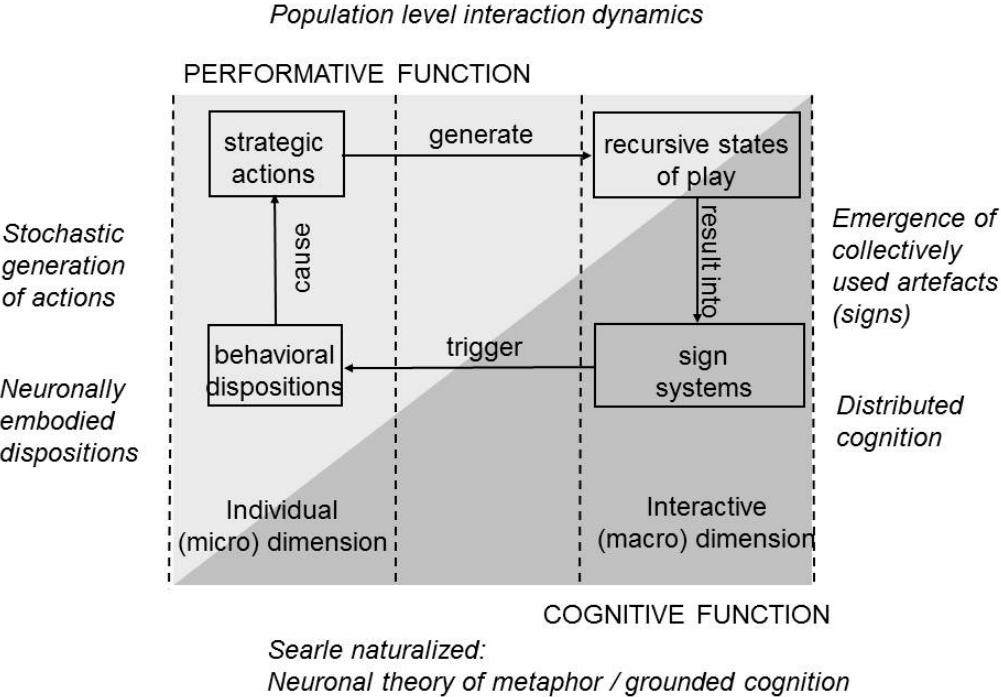 Population level interaction dynamics
PERFORMATIVE FUNCTION
strategic
actions
generate
recursive states
of play
cause
result into
Stochastic
generation
of actions
Emergence of
collectively
used artefacts
(signs)
behavioral
dispositions
trigger
sign
systems
Neuronally
embodied
dispositions
Distributed
cognition
Individual
(micro) dimension
Interactive
(macro) dimension
COGNITIVE FUNCTION
Searle naturalized:
Neuronal theory of metaphor / grounded cognition